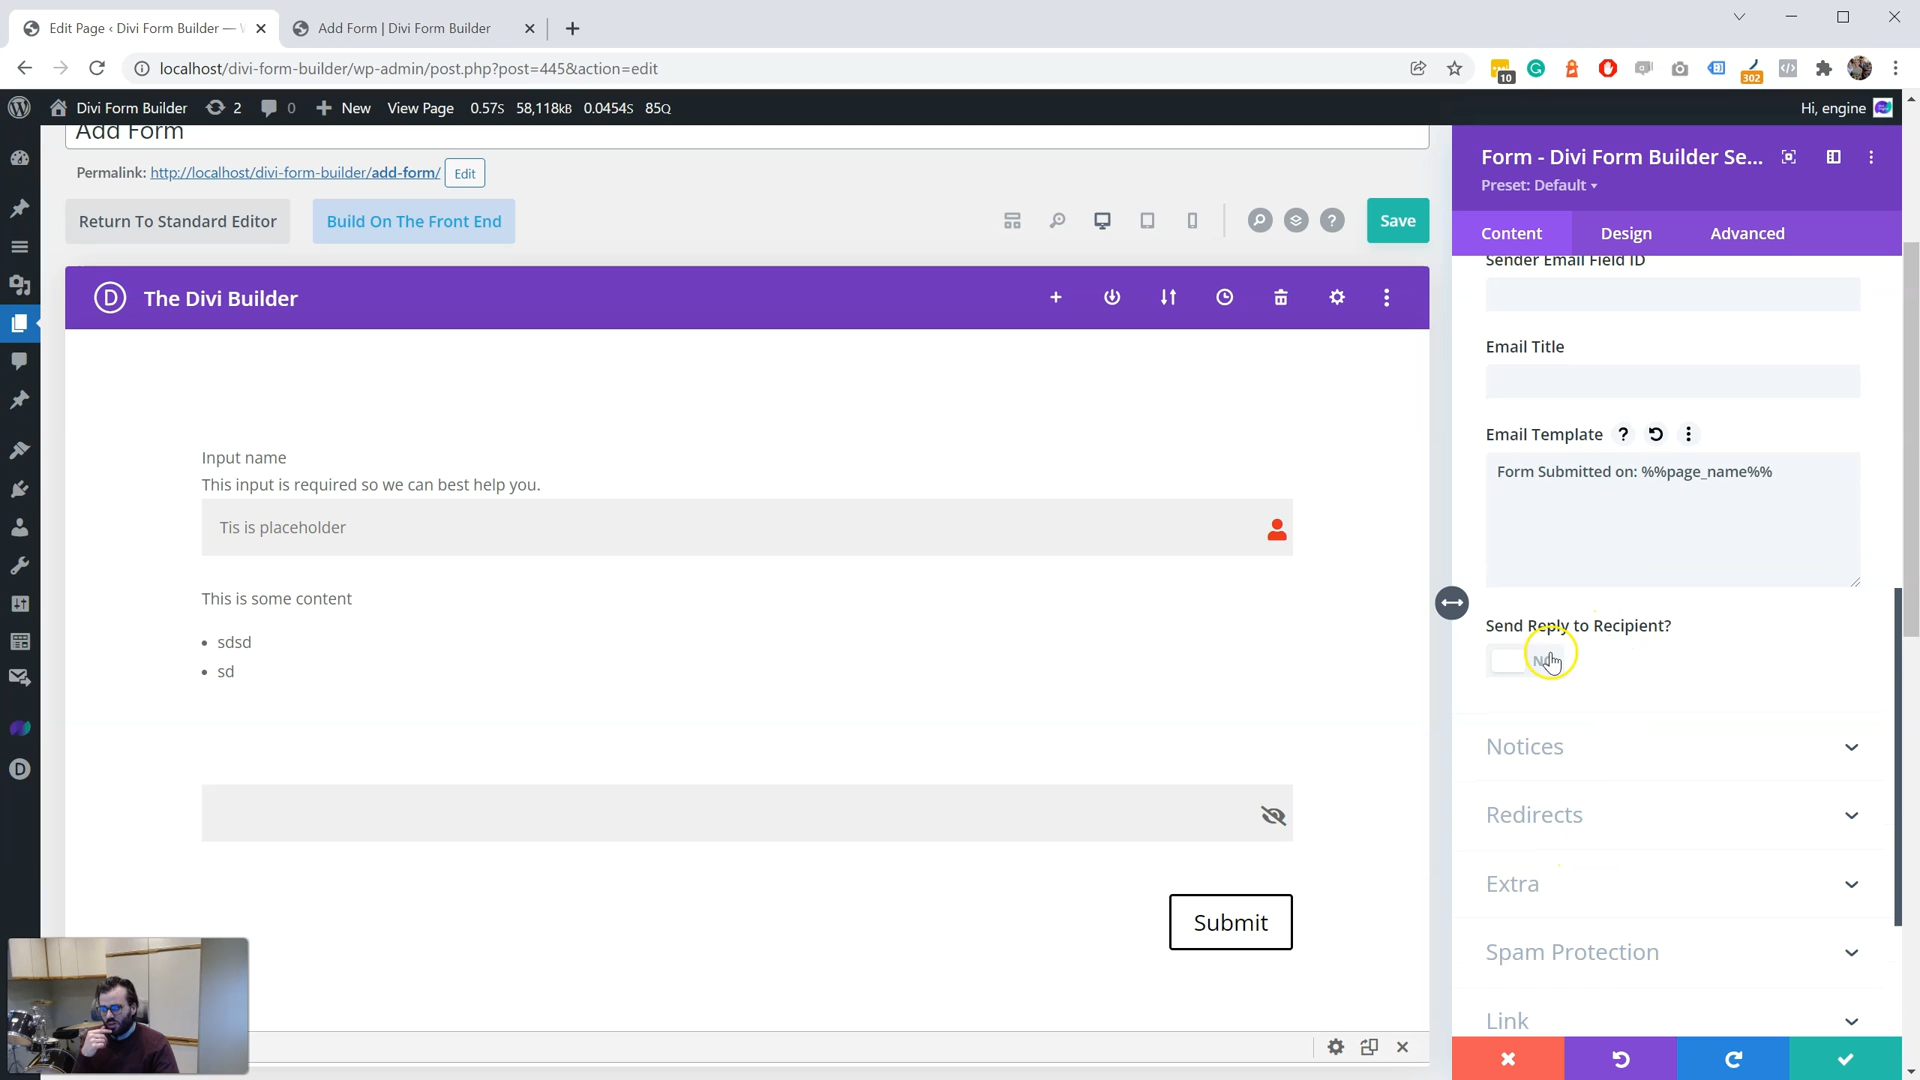 Edit Page ‹ Divi Form Builder —
Add Form | Divi Form Builder
localhost/divi-form-builder/wp-admin/post.php?post=445&action=edit
10
302
Divi Form Builder
2
0
New
View Page
0.57s 58,118kB 0.0454s 85Q
Hi, engine
Add Form
Permalink: http://localhost/divi-form-builder/add-form/
Edit
Return To Standard Editor
Build On The Front End
Save
D
The Divi Builder
Input name
This input is required so we can best help you.
Tis is placeholder
This is some content
• sdsd
• sd
Submit
D
Form - Divi Form Builder Se...
Preset: Default
Content
Design
Advanced
Sender Email Field ID
Email Title
Email Template
Form Submitted on: %%page_name%%
Send Reply to Recipient?
NO
Notices
Redirects
Extra
Spam Protection
Link